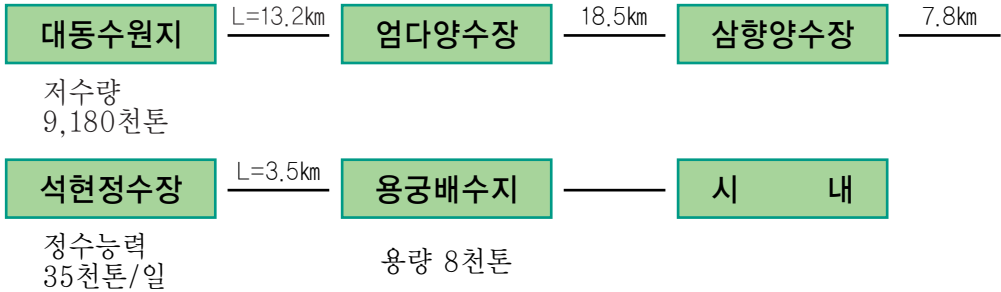 대동수원지 L=13.2km 엄다양수장 18.5km 삼향양수장 7.8km
저수량
9,180천톤
석현정수장 L=3.5km 용궁배수지 시 내
정수능력
35천톤/일
용량 8천톤